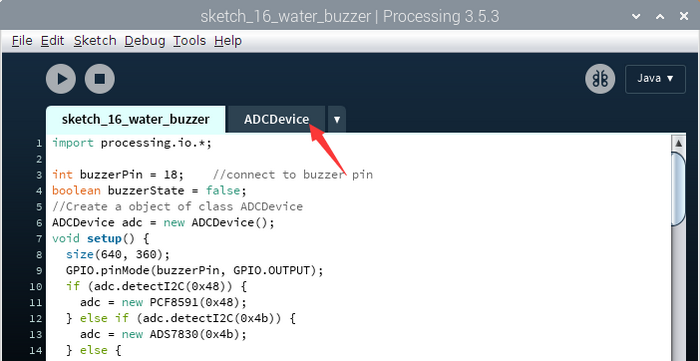 sketch_16_water_buzzer | Processing 3.5.3
File Edit Sketch Debug Tools Help
Java ▼
sketch_16_water_buzzer ADCDevice ▼
1 import processing.io.*;
2
3 int buzzerPin = 18;    //connect to buzzer pin
4 boolean buzzerState = false;
5 //Create a object of class ADCDevice
6 ADCDevice adc = new ADCDevice();
7 void setup() {
8   size(640, 360);
9   GPIO.pinMode(buzzerPin, GPIO.OUTPUT);
10   if (adc.detectI2C(0x48)) {
11     adc = new PCF8591(0x48);
12   } else if (adc.detectI2C(0x4b)) {
13     adc = new ADS7830(0x4b);
14   } else {